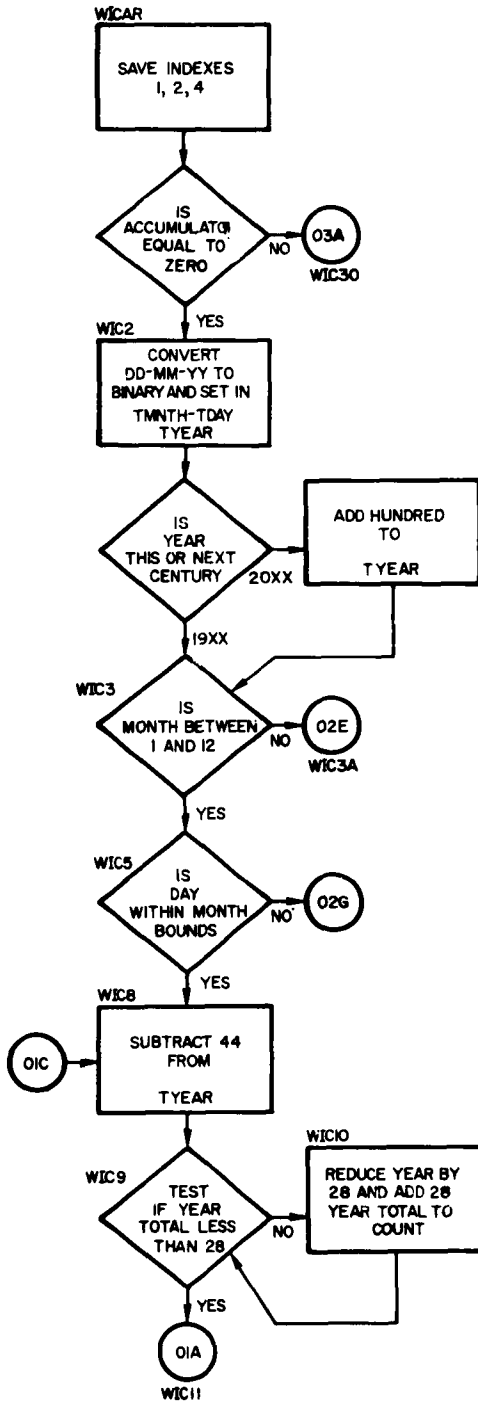 WICAR
SAVE INDEXES
1, 2, 4
IS
ACCUMULATOR
EQUAL TO
ZERO
NO
03A
WIC30
YES
WIC2
CONVERT
DD-MM-YY TO
BINARY AND SET IN
TMNTH-TDAY
TYEAR
IS
YEAR
THIS OR NEXT
CENTURY
20XX
ADD HUNDRED
TO
TYEAR
19XX
WIC3
IS
MONTH BETWEEN
1 AND 12
NO
02E
WIC3A
YES
WIC5
IS
DAY
WITHIN MONTH
BOUNDS
NO
02G
YES
WIC8
01C
SUBTRACT 44
FROM
TYEAR
WIC9
TEST
IF YEAR
TOTAL LESS
THAN 28
NO
WIC10
REDUCE YEAR BY
28 AND ADD 28
YEAR TOTAL TO
COUNT
YES
01A
WIC11